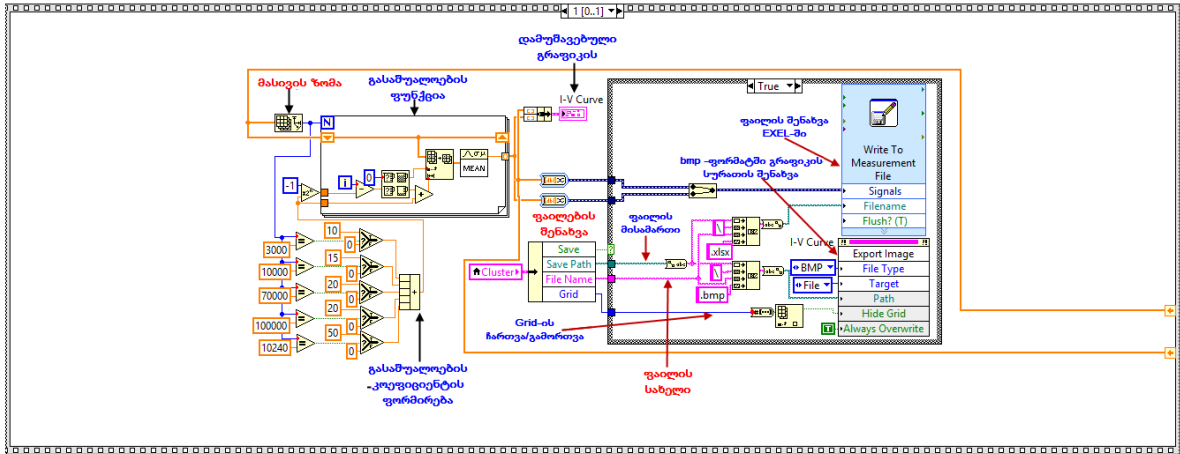 1 [0..1]
დამუშავებული
გრაფიკის
მასივის ზომა
გასაშუალოების
ფუნქცია
I-V Curve
True
N
ფაილის შენახვა
EXEL-ში
Write To
Measurement
File
bmp -ფორმატში გრაფიკის
სურათის შენახვა
MEAN
-1
i
0
Signals
Filename
Flush? (T)
ფაილების
შენახვა
ფაილის
მისამართი
\
.xlsx
I-V Curve
Export Image
Save
Save Path
File Name
Grid
Cluster
\
.bmp
BMP
File Type
File
Target
Path
Hide Grid
T
Always Overwrite
10
3000
0
15
10000
0
20
70000
0
20
100000
0
50
10240
0
Grid-ის
ჩართვა/გამორთვა
გასაშუალოების
-კოეფიციენტის
ფორმირება
ფაილის
სახელი